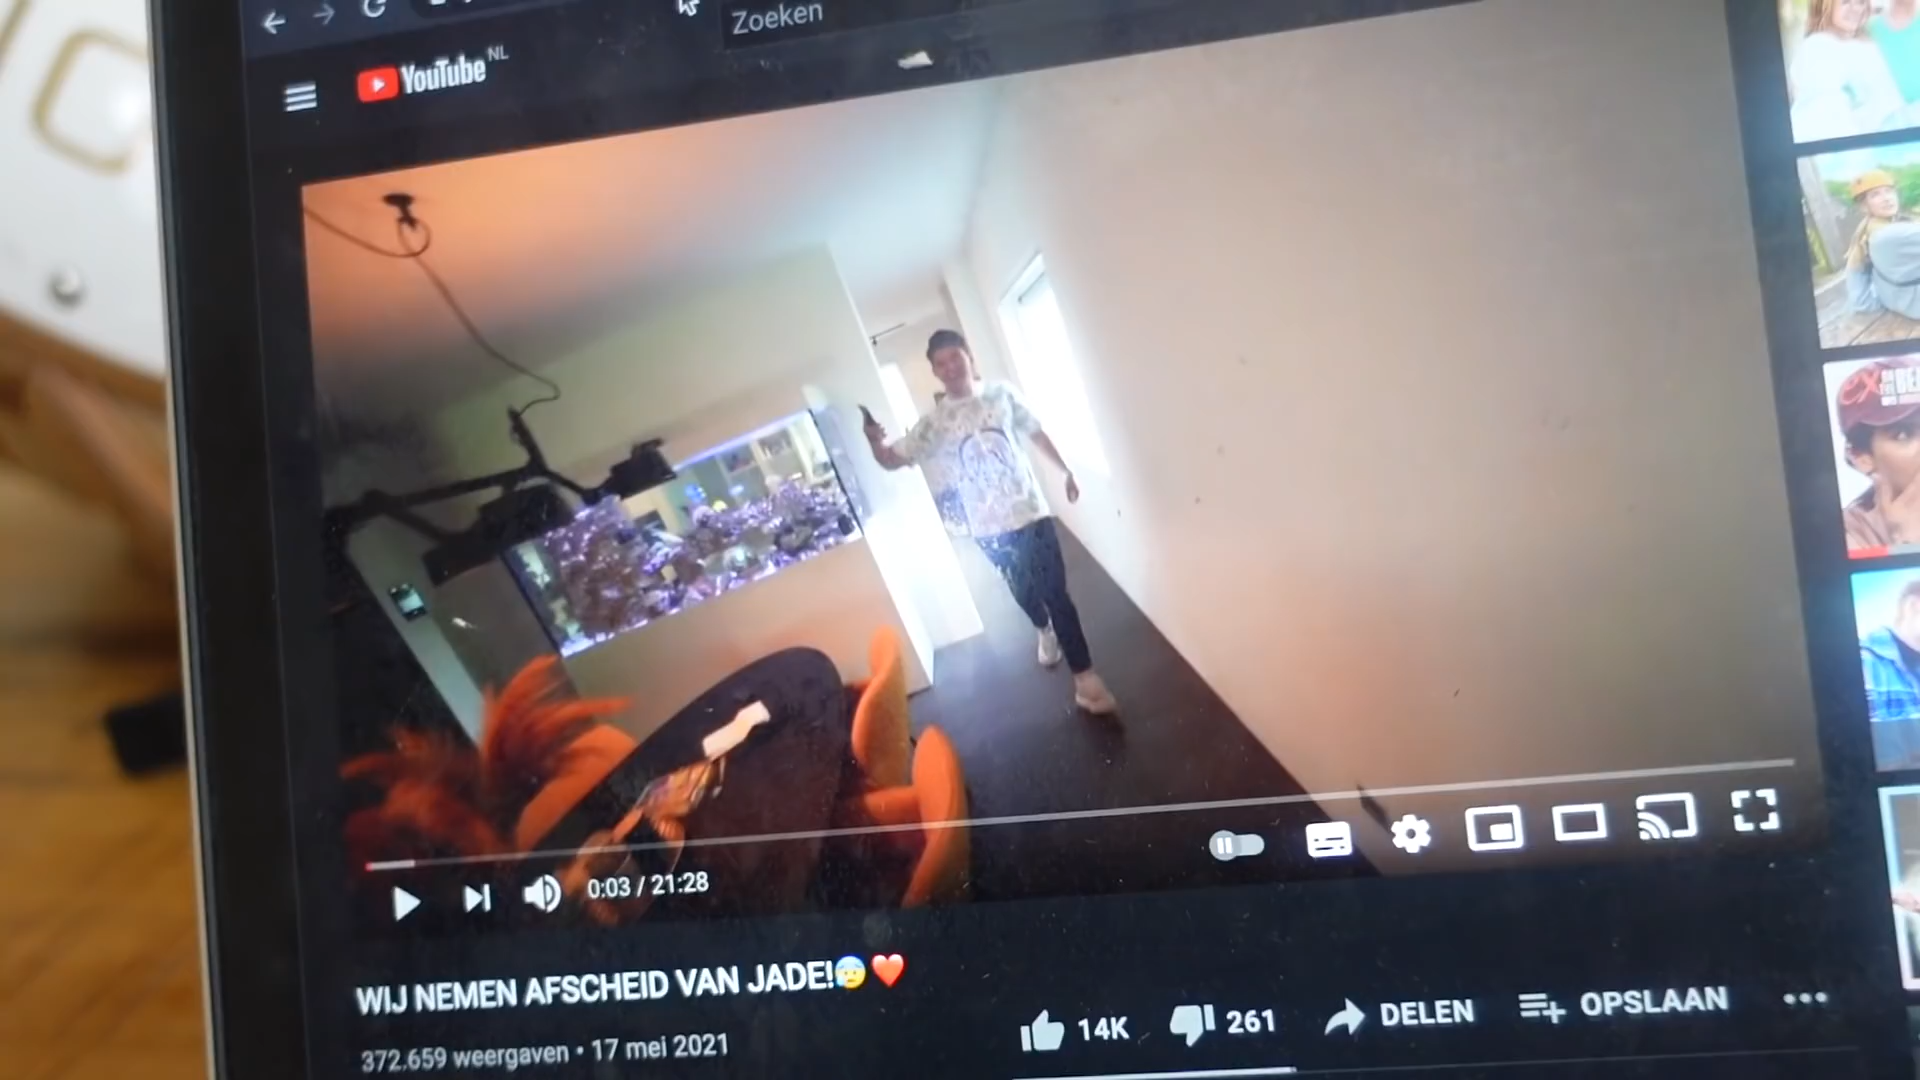 Zoeken
YouTube NL
0:03 / 21:28
WIJ NEMEN AFSCHEID VAN JADE!😰❤️
372.659 weergaven • 17 mei 2021
14K
261
DELEN
OPSLAAN